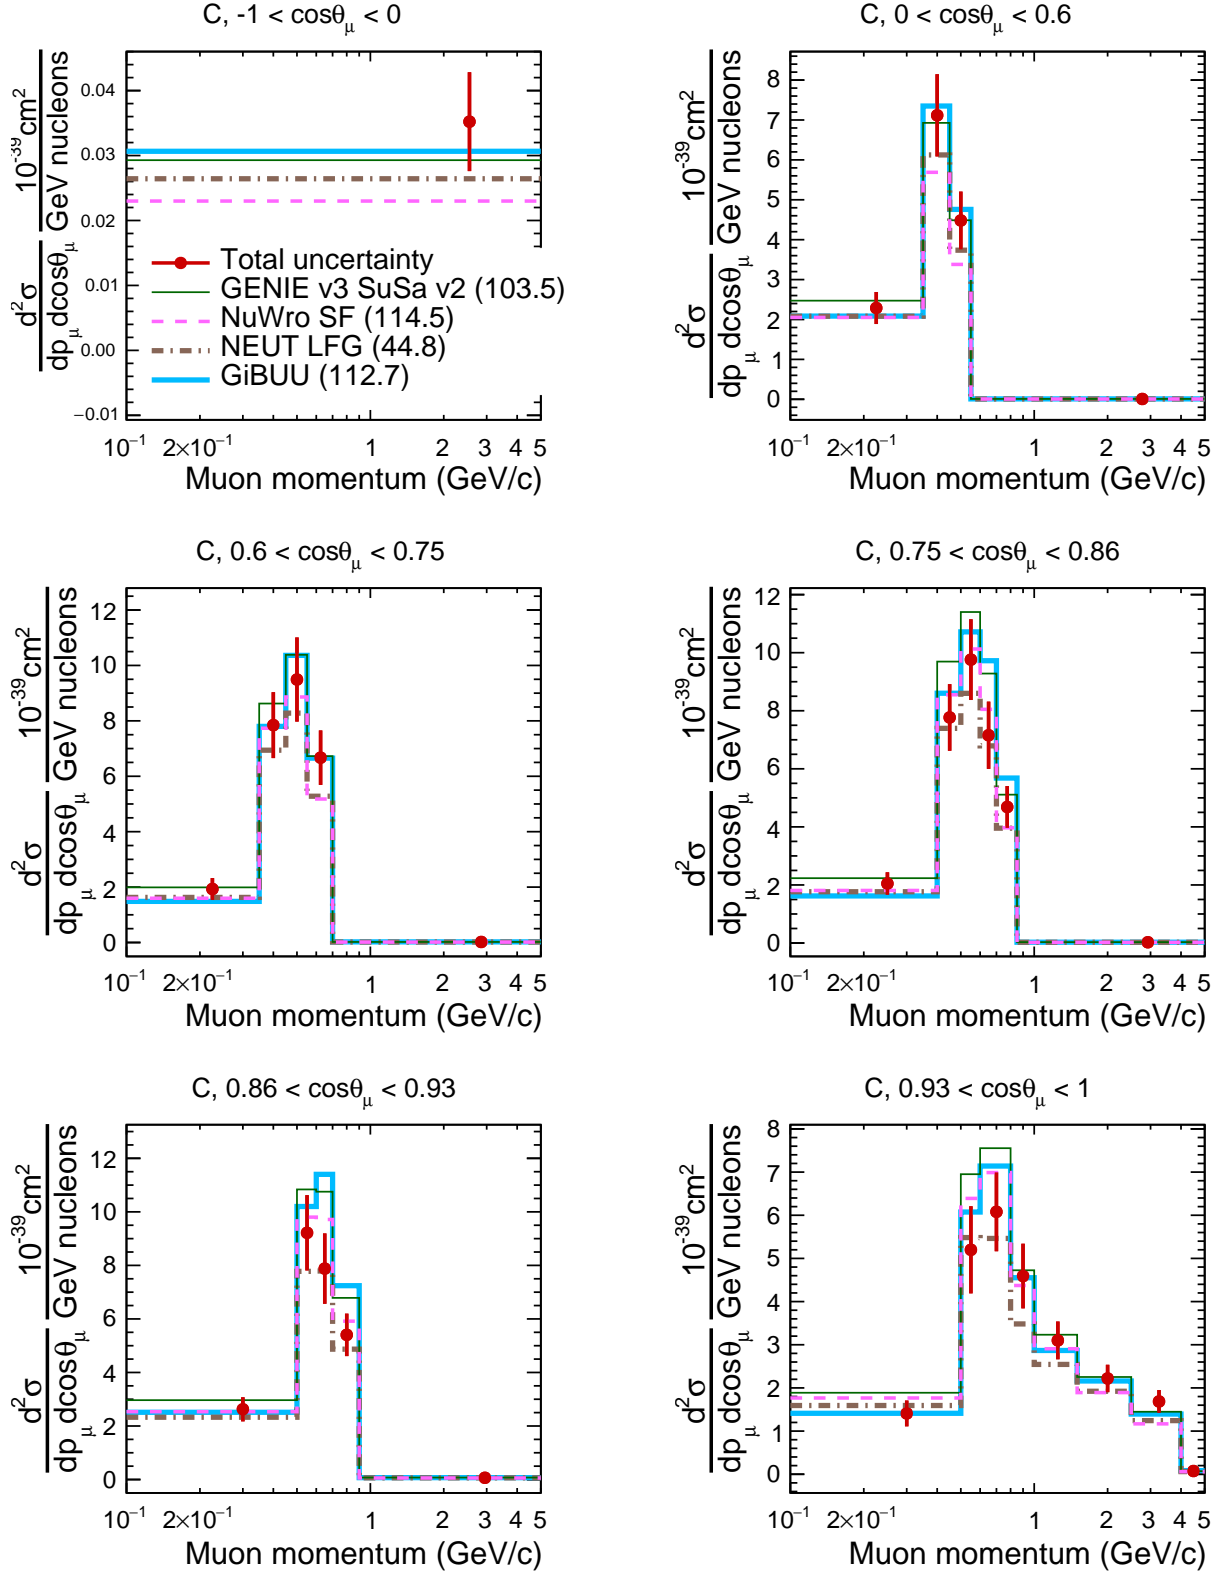 C, -1 < cosθμ < 0
d²σ / dpμ dcosθμ 10⁻³⁹cm² / GeV nucleons
0.04
0.03
0.02
0.01
0.00
−0.01
Total uncertainty
GENIE v3 SuSa v2 (103.5)
NuWro SF (114.5)
NEUT LFG (44.8)
GiBUU (112.7)
10⁻¹ 2×10⁻¹ 1 2 3 4 5
Muon momentum (GeV/c)
C, 0 < cosθμ < 0.6
d²σ / dpμ dcosθμ 10⁻³⁹cm² / GeV nucleons
8
7
6
5
4
3
2
1
0
10⁻¹ 2×10⁻¹ 1 2 3 4 5
Muon momentum (GeV/c)
C, 0.6 < cosθμ < 0.75
d²σ / dpμ dcosθμ 10⁻³⁹cm² / GeV nucleons
12
10
8
6
4
2
0
10⁻¹ 2×10⁻¹ 1 2 3 4 5
Muon momentum (GeV/c)
C, 0.75 < cosθμ < 0.86
d²σ / dpμ dcosθμ 10⁻³⁹cm² / GeV nucleons
12
10
8
6
4
2
0
10⁻¹ 2×10⁻¹ 1 2 3 4 5
Muon momentum (GeV/c)
C, 0.86 < cosθμ < 0.93
d²σ / dpμ dcosθμ 10⁻³⁹cm² / GeV nucleons
12
10
8
6
4
2
0
10⁻¹ 2×10⁻¹ 1 2 3 4 5
Muon momentum (GeV/c)
C, 0.93 < cosθμ < 1
d²σ / dpμ dcosθμ 10⁻³⁹cm² / GeV nucleons
8
7
6
5
4
3
2
1
0
10⁻¹ 2×10⁻¹ 1 2 3 4 5
Muon momentum (GeV/c)